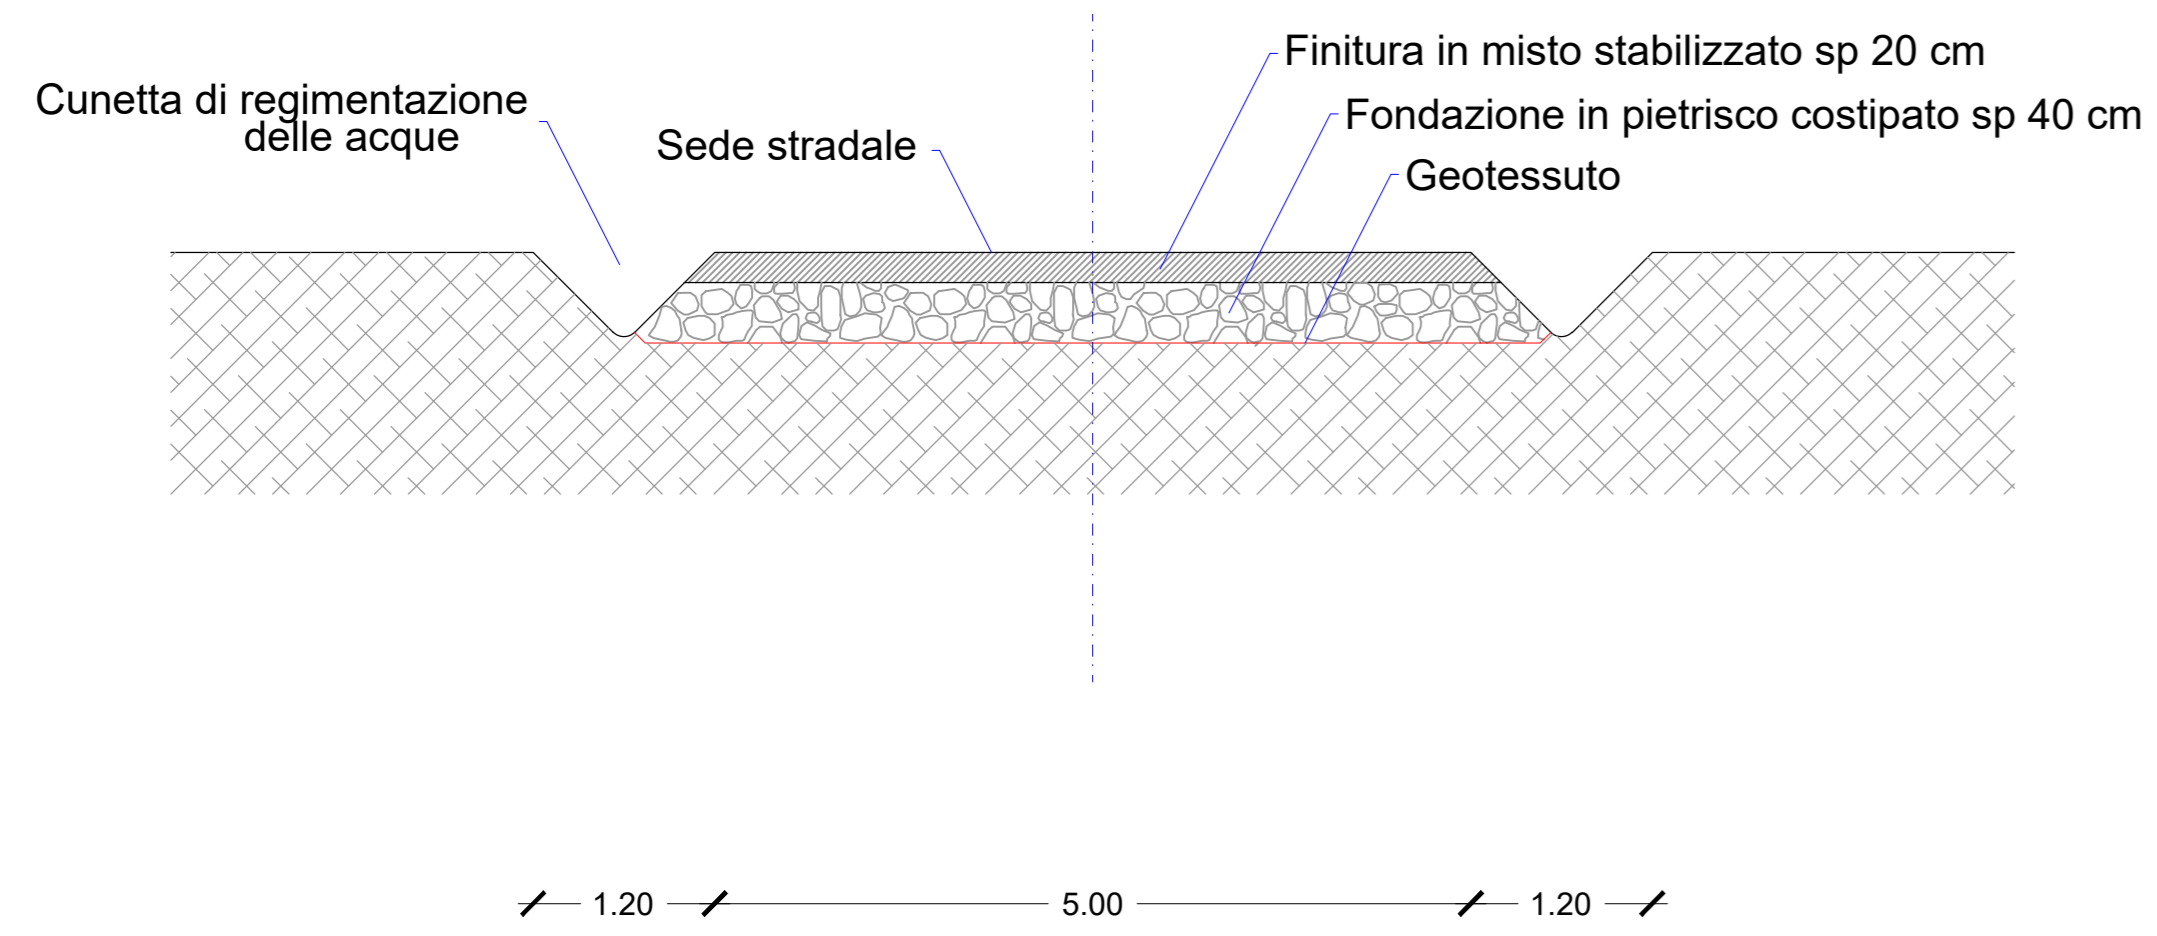 Finitura in misto stabilizzato sp 20 cm
Cunetta di regimentazione
delle acque
Sede stradale
Fondazione in pietrisco costipato sp 40 cm
Geotessuto
1.20
5.00
1.20